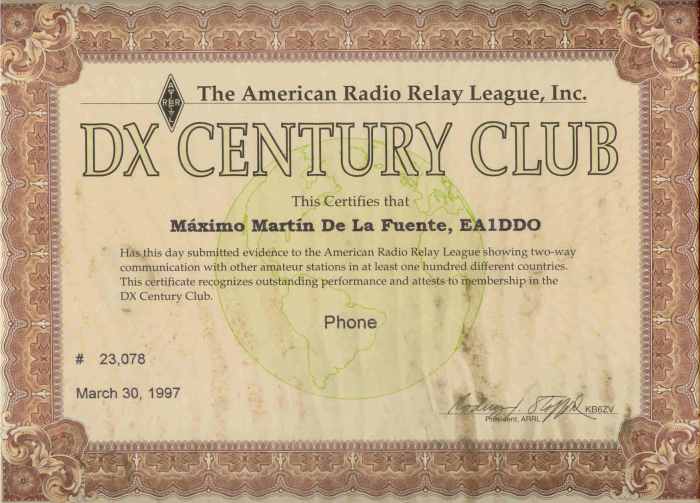 The American Radio Relay League, Inc.
DX CENTURY CLUB
This Certifies that
Máximo Martín De La Fuente, EA1DDO
Has this day submitted evidence to the American Radio Relay League showing two-way
communication with other amateur stations in at least one hundred different countries.
This certificate recognizes outstanding performance and attests to membership in the
DX Century Club.
Phone
# 23,078
March 30, 1997
KB6ZV
President, ARRL